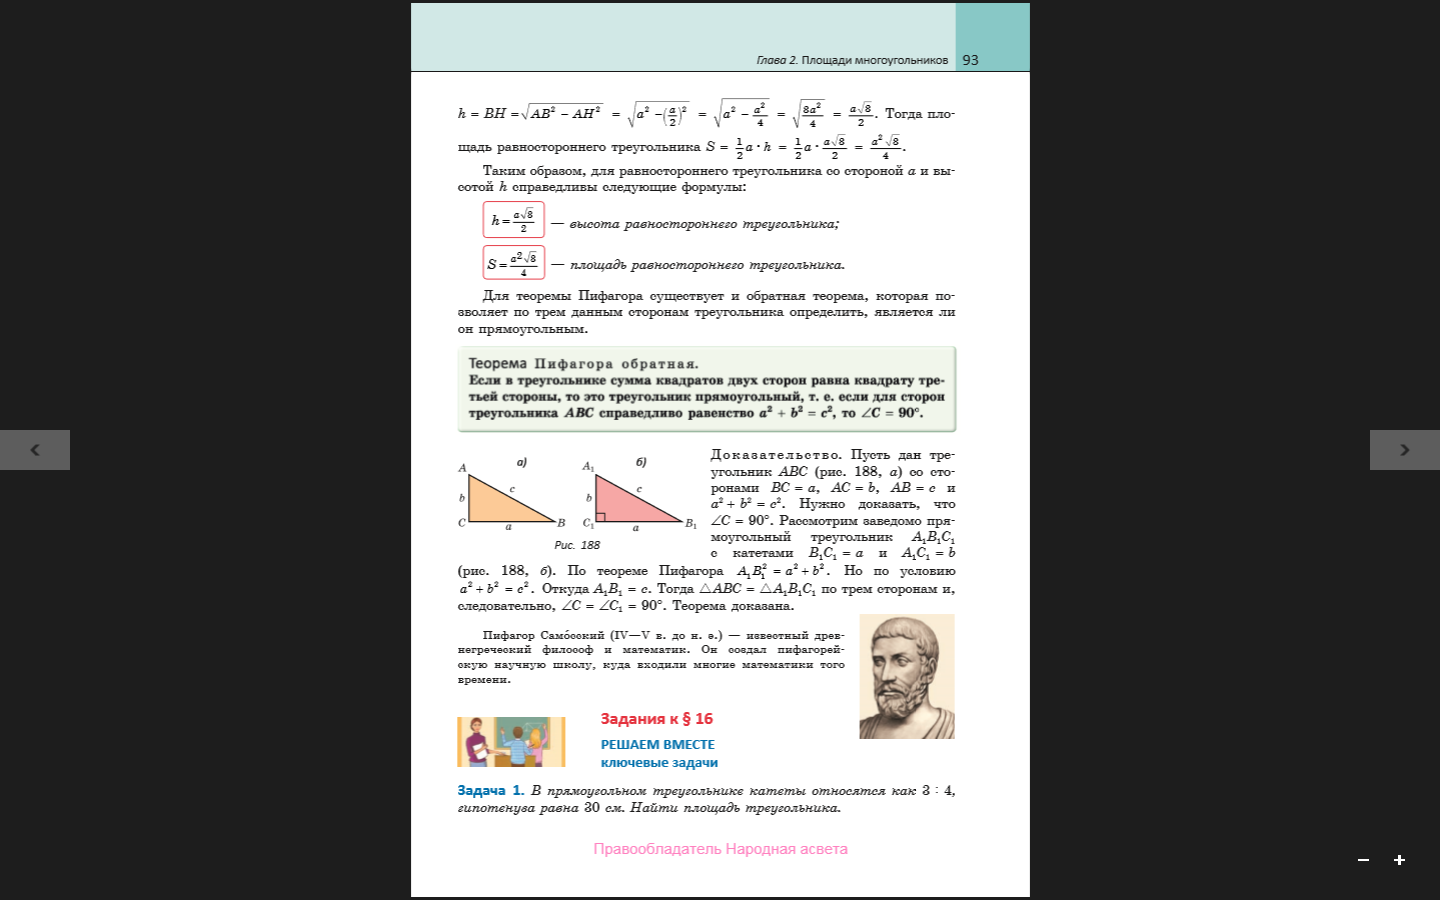 Глава 2. Площади многоугольников 93
h = BH = √(AB² − AH²) = √(a² − (a/2)²) = √(a² − a²/4) = √(8a²/4) = a√8/2. Тогда пло-
щадь равностороннего треугольника S = 1/2 a · h = 1/2 a · a√8/2 = a²√8/4.
Таким образом, для равностороннего треугольника со стороной a и вы-
сотой h справедливы следующие формулы:
h = a√8/2 — высота равностороннего треугольника;
S = a²√8/4 — площадь равностороннего треугольника.
Для теоремы Пифагора существует и обратная теорема, которая по-
зволяет по трем данным сторонам треугольника определить, является ли
он прямоугольным.
Теорема Пифагора обратная.
Если в треугольнике сумма квадратов двух сторон равна квадрату тре-
тьей стороны, то это треугольник прямоугольный, т. е. если для сторон
треугольника ABC справедливо равенство a² + b² = c², то ∠C = 90°.
а)
A
b
c
C
a
B
б)
A₁
b
c
C₁
a
B₁
Рис. 188
Доказательство. Пусть дан тре-
угольник ABC (рис. 188, а) со сто-
ронами BC = a, AC = b, AB = c и
a² + b² = c². Нужно доказать, что
∠C = 90°. Рассмотрим заведомо пря-
моугольный треугольник A₁B₁C₁
с катетами B₁C₁ = a и A₁C₁ = b
(рис. 188, б). По теореме Пифагора A₁B₁² = a² + b². Но по условию
a² + b² = c². Откуда A₁B₁ = c. Тогда △ABC = △A₁B₁C₁ по трем сторонам и,
следовательно, ∠C = ∠C₁ = 90°. Теорема доказана.
Пифагор Само́сский (IV—V в. до н. э.) — известный древ-
негреческий философ и математик. Он создал пифагорей-
скую научную школу, куда входили многие математики того
времени.
Задания к § 16
РЕШАЕМ ВМЕСТЕ
ключевые задачи
Задача 1. В прямоугольном треугольнике катеты относятся как 3 : 4,
гипотенуза равна 30 см. Найти площадь треугольника.
Правообладатель Народная асвета